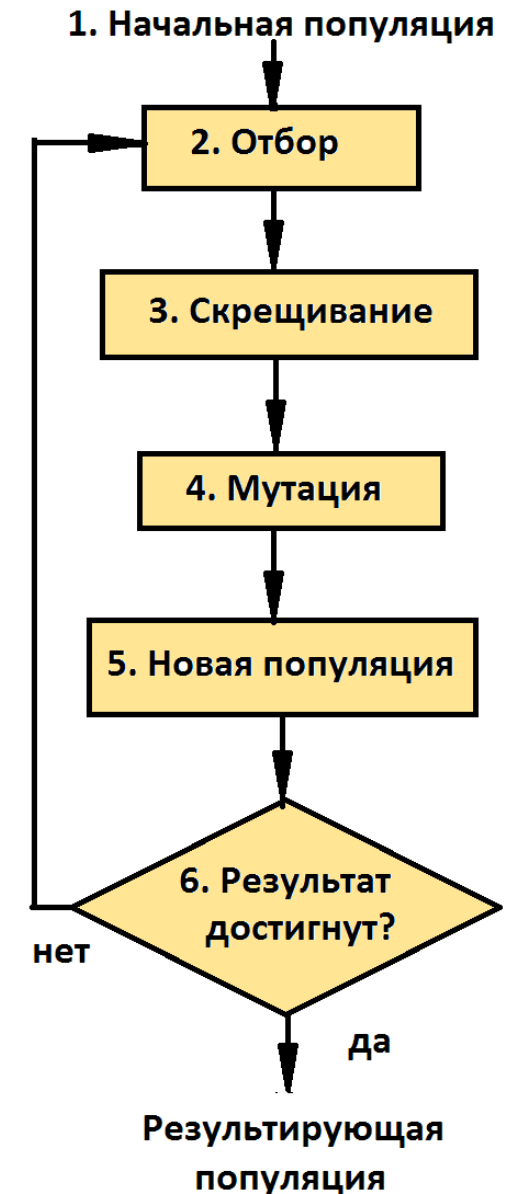 1. Начальная популяция
2. Отбор
3. Скрещивание
4. Мутация
5. Новая популяция
6. Результат
достигнут?
нет
да
Результирующая
популяция